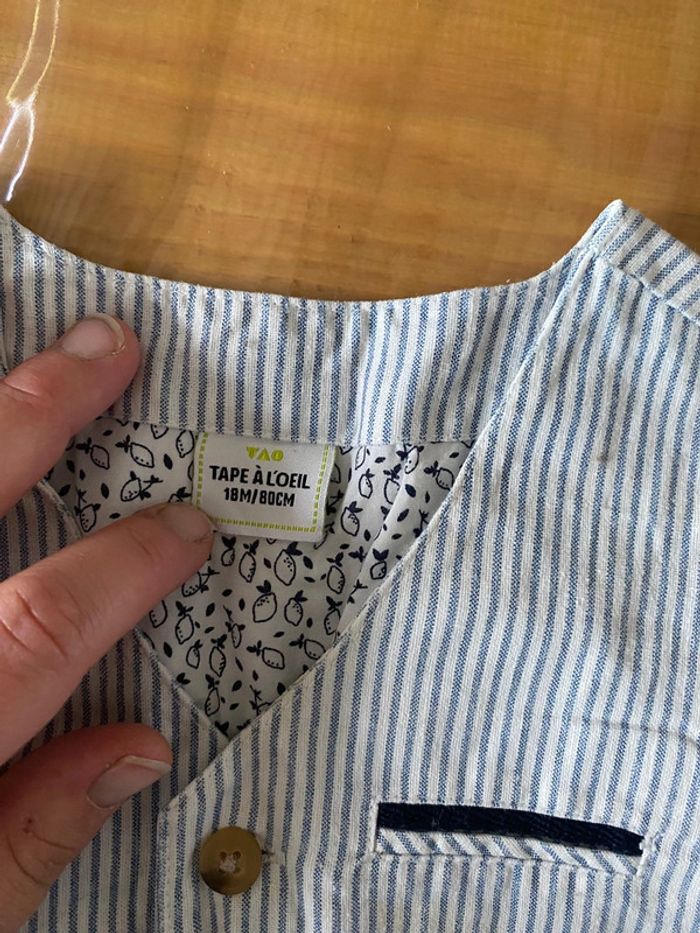 TAO
TAPE À L'OEIL
18M/80CM